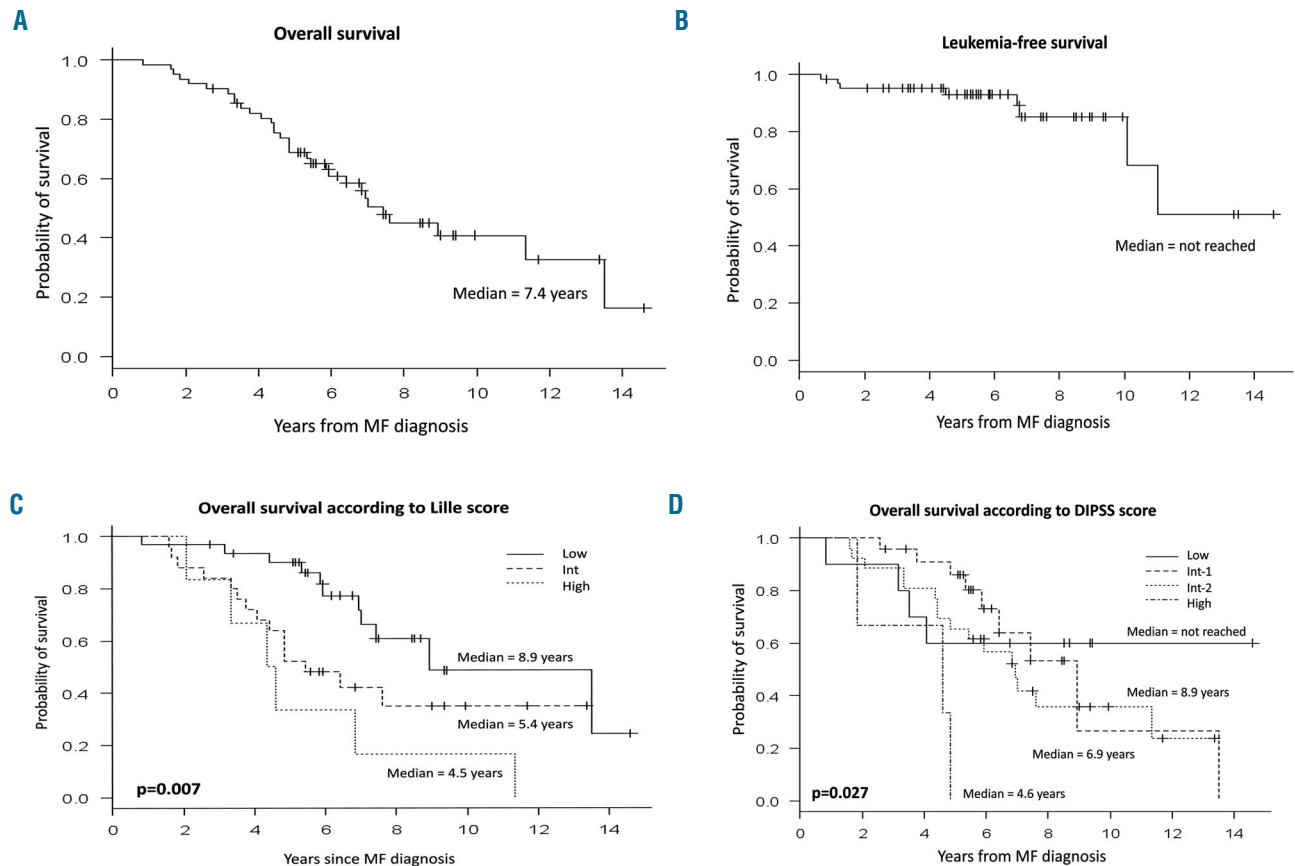 A
Overall survival
Probability of survival
1.0
0.8
0.6
0.4
0.2
0.0
Median = 7.4 years
0 2 4 6 8 10 12 14
Years from MF diagnosis
B
Leukemia-free survival
Probability of survival
1.0
0.8
0.6
0.4
0.2
0.0
Median = not reached
0 2 4 6 8 10 12 14
Years from MF diagnosis
C
Overall survival according to Lille score
Probability of survival
1.0
0.8
0.6
0.4
0.2
0.0
Low
Int
High
Median = 8.9 years
Median = 5.4 years
Median = 4.5 years
p=0.007
0 2 4 6 8 10 12 14
Years since MF diagnosis
D
Overall survival according to DIPSS score
Probability of survival
1.0
0.8
0.6
0.4
0.2
0.0
Low
Int-1
Int-2
High
Median = not reached
Median = 8.9 years
Median = 6.9 years
Median = 4.6 years
p=0.027
0 2 4 6 8 10 12 14
Years from MF diagnosis